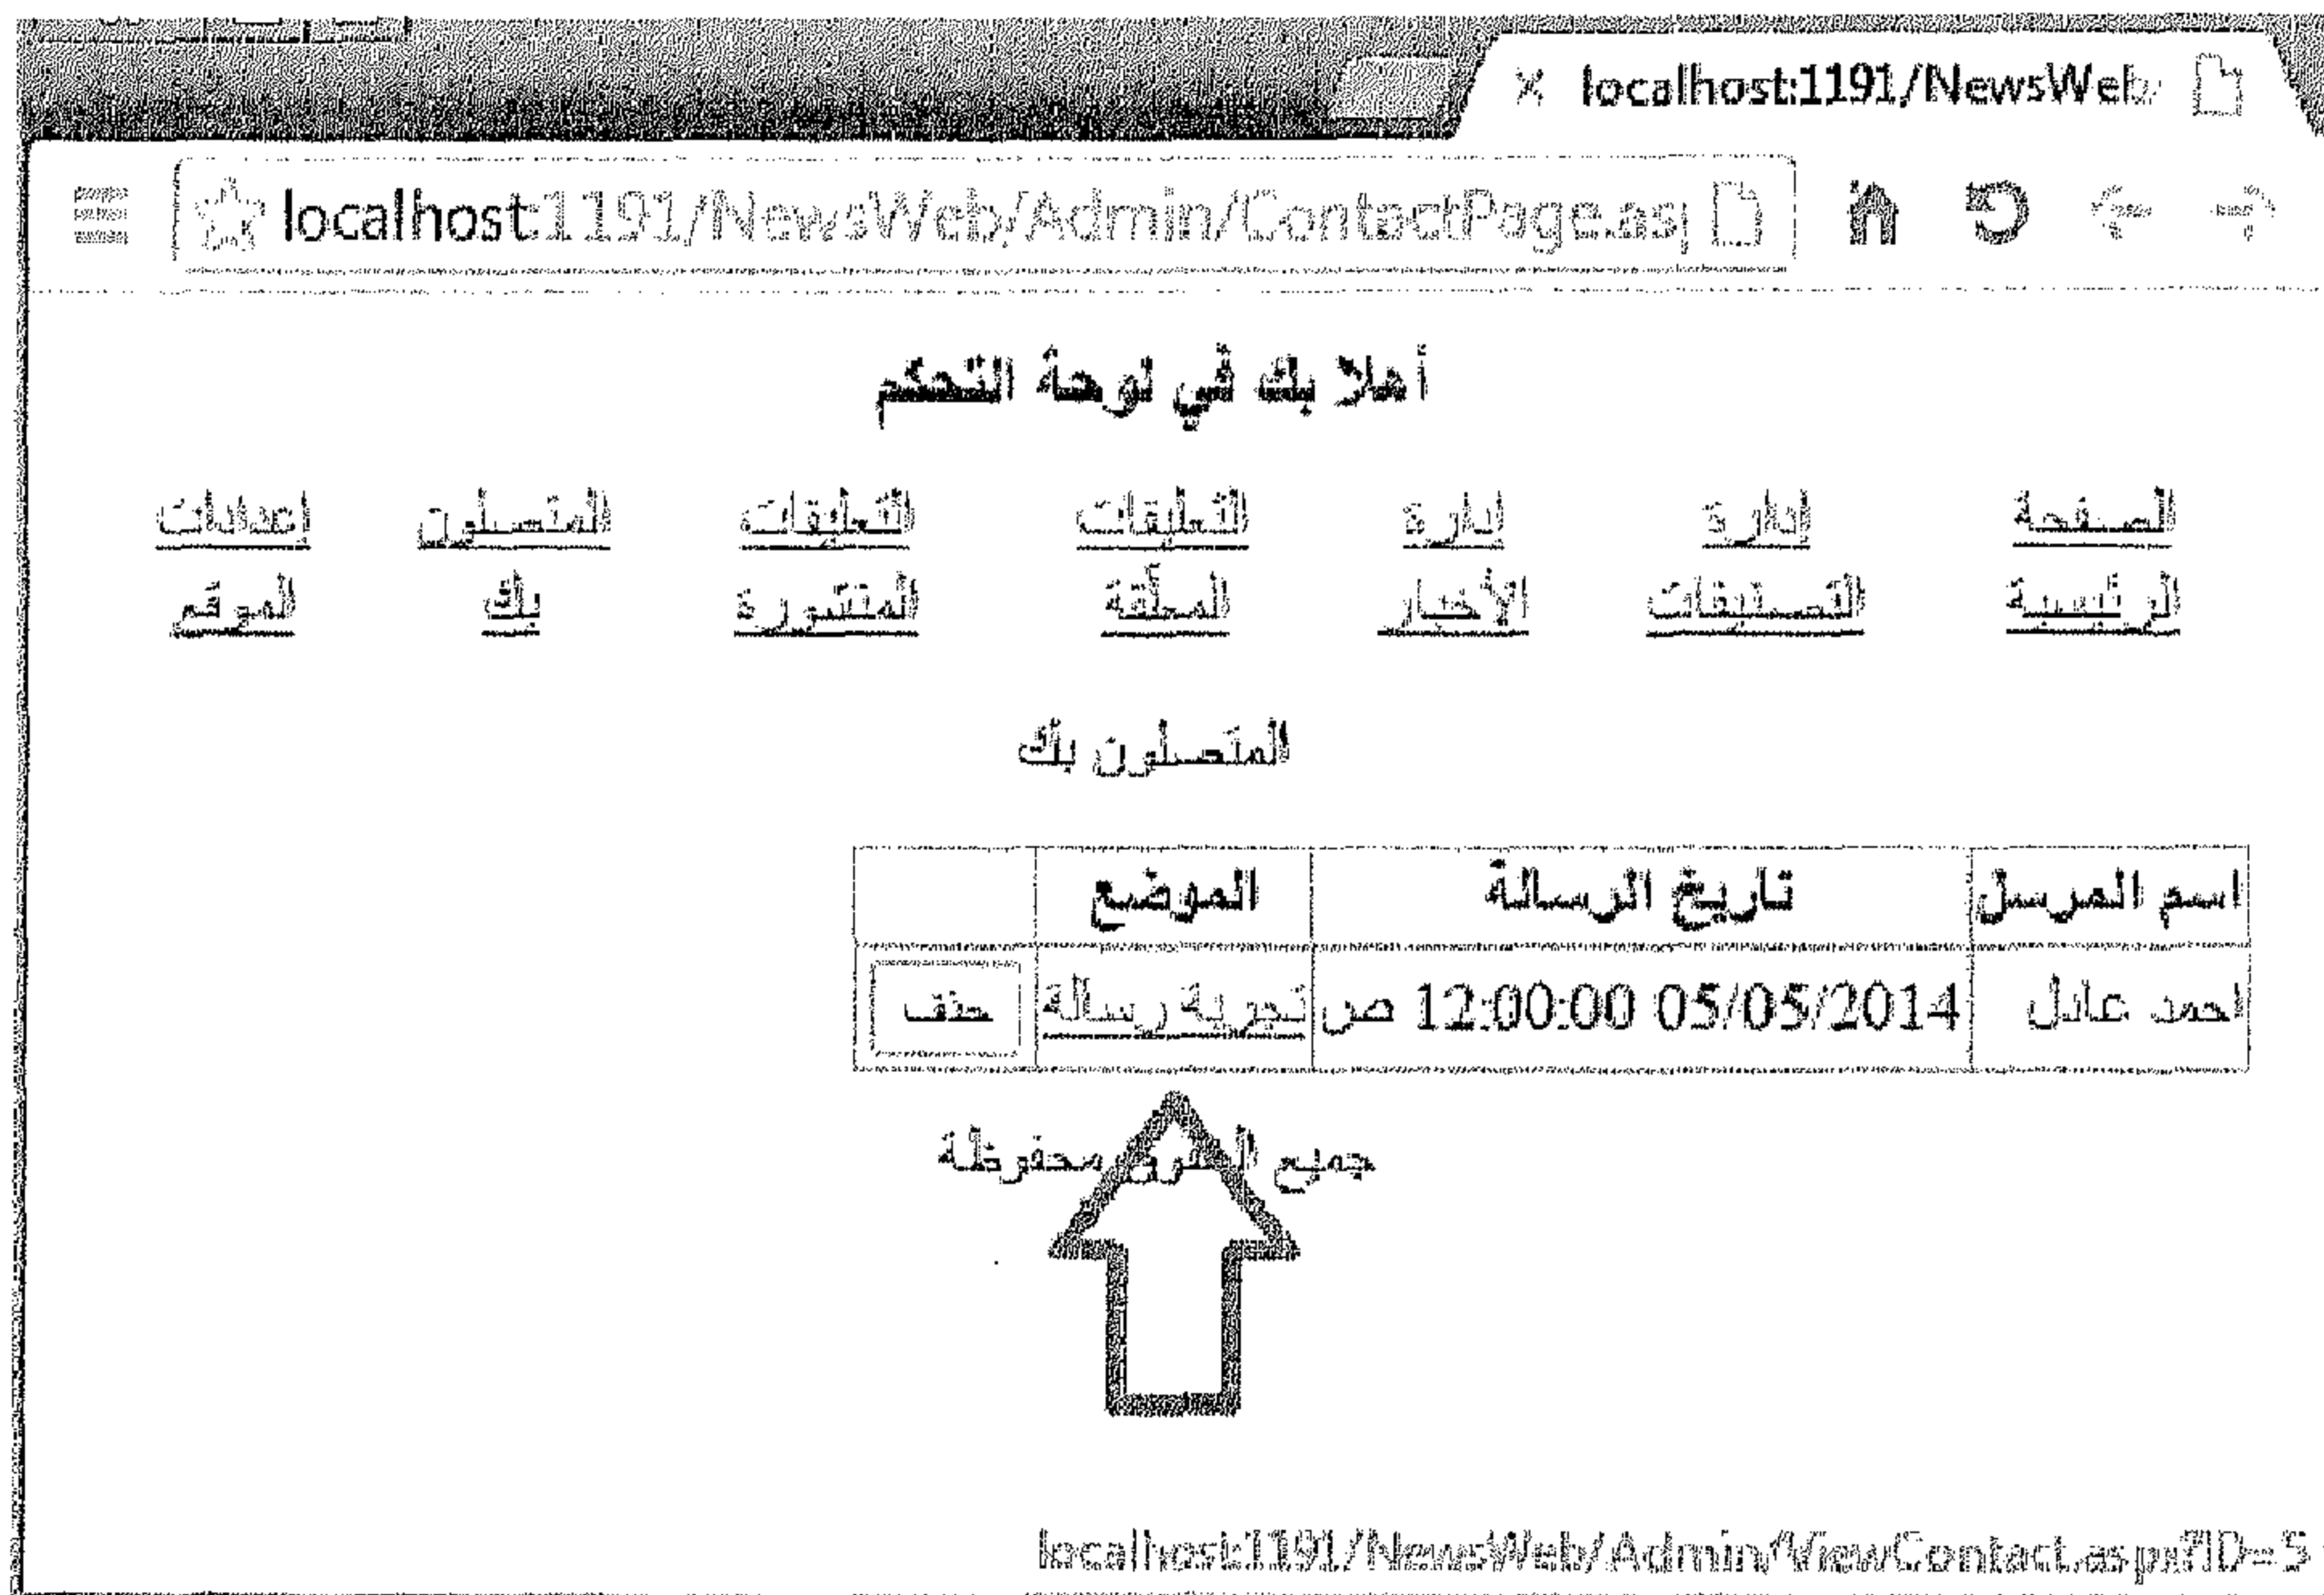 localhost:1191/NewsWeb/
localhost:1191/NewsWeb/Admin/ContactPage.asp
أهلا بك في لوحة التحكم
الصفحة الرئيسية
إدارة التصنيفات
إدارة الأخبار
التعليقات المعلقة
التعليقات المنشورة
المتصلون بك
إعدادات الموقع
المتصلون بك
اسم المرسل تاريخ الرسالة الموضع
احمد عادل 05/05/2014 12:00:00 ص تجربة رسالة حذف
جميع الحقوق محفوظة
localhost:1191/NewsWeb/Admin/ViewContact.aspx?ID=5